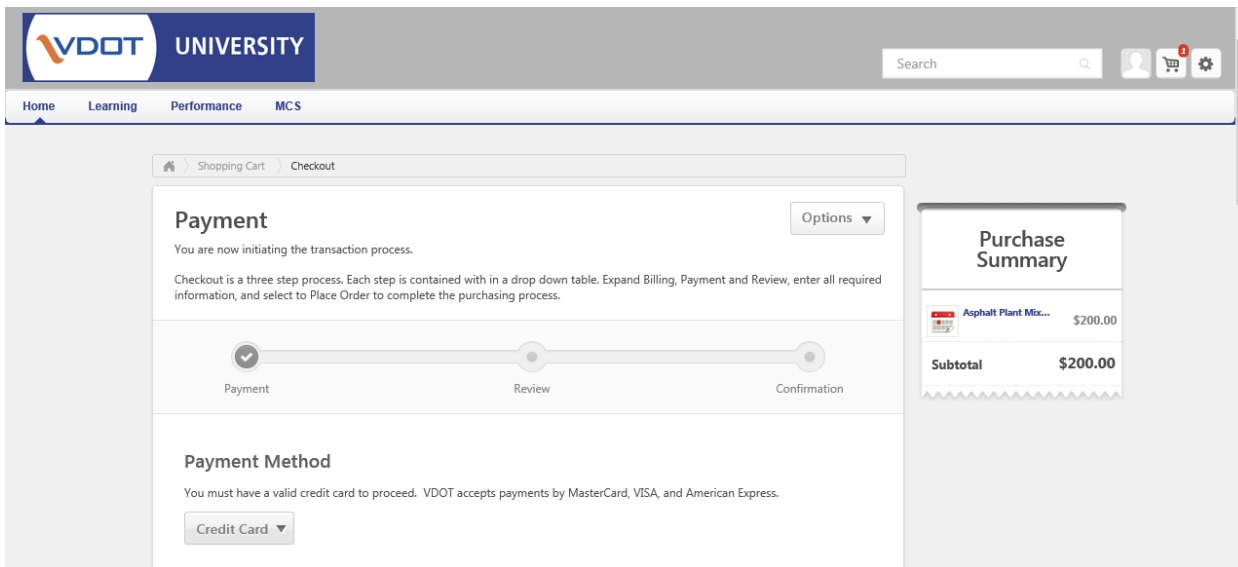 VDOT UNIVERSITY
Search
1
Home Learning Performance MCS
Shopping Cart Checkout
Payment
Options
You are now initiating the transaction process.
Checkout is a three step process. Each step is contained with in a drop down table. Expand Billing, Payment and Review, enter all required
information, and select to Place Order to complete the purchasing process.
Payment Review Confirmation
Payment Method
You must have a valid credit card to proceed. VDOT accepts payments by MasterCard, VISA, and American Express.
Credit Card
Purchase
Summary
Asphalt Plant Mix... $200.00
Subtotal $200.00